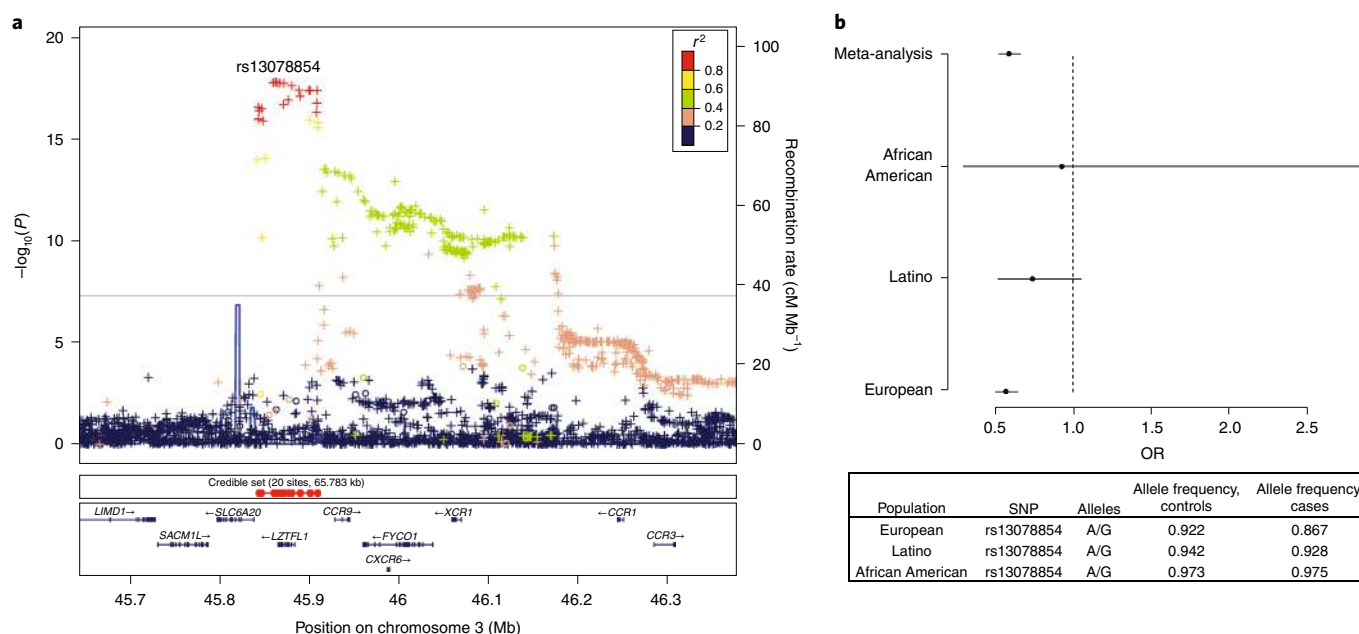 a
20
15
10
5
0
–log10(P)
rs13078854
r2
0.8
0.6
0.4
0.2
100
80
60
40
20
0
Recombination rate (cM Mb−1)
Credible set (20 sites, 65.783 kb)
LIMD1→ ←SLC6A20 CCR9→ ←XCR1 ←CCR1
SACM1L→ ←LZTFL1 ←FYCO1 CCR3→
CXCR6→
45.7 45.8 45.9 46 46.1 46.2 46.3
Position on chromosome 3 (Mb)
b
Meta-analysis
African
American
Latino
European
0.5 1.0 1.5 2.0 2.5
OR
Population SNP Alleles Allele frequency, controls Allele frequency cases
European rs13078854 A/G 0.922 0.867
Latino rs13078854 A/G 0.942 0.928
African American rs13078854 A/G 0.973 0.975